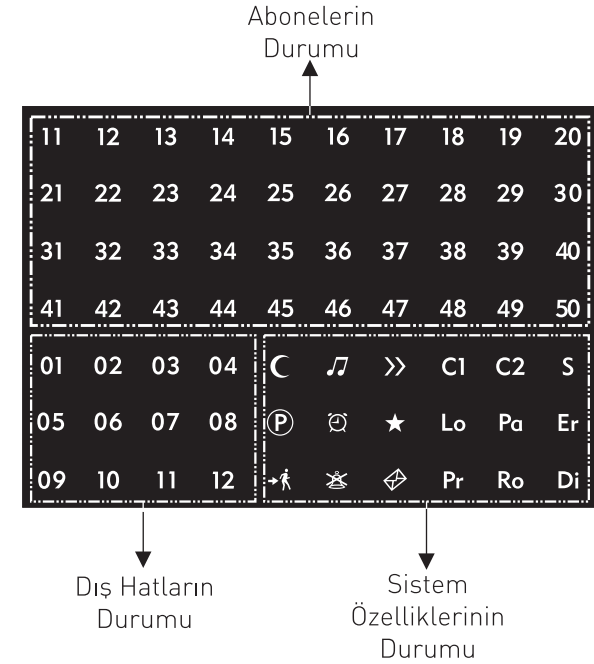 Abonelerin
Durumu
11 12 13 14 15 16 17 18 19 20
21 22 23 24 25 26 27 28 29 30
31 32 33 34 35 36 37 38 39 40
41 42 43 44 45 46 47 48 49 50
01 02 03 04 C1 C2 S
05 06 07 08 P Lo Pa Er
09 10 11 12 Pr Ro Di
Dış Hatların
Durumu
Sistem
Özelliklerinin
Durumu